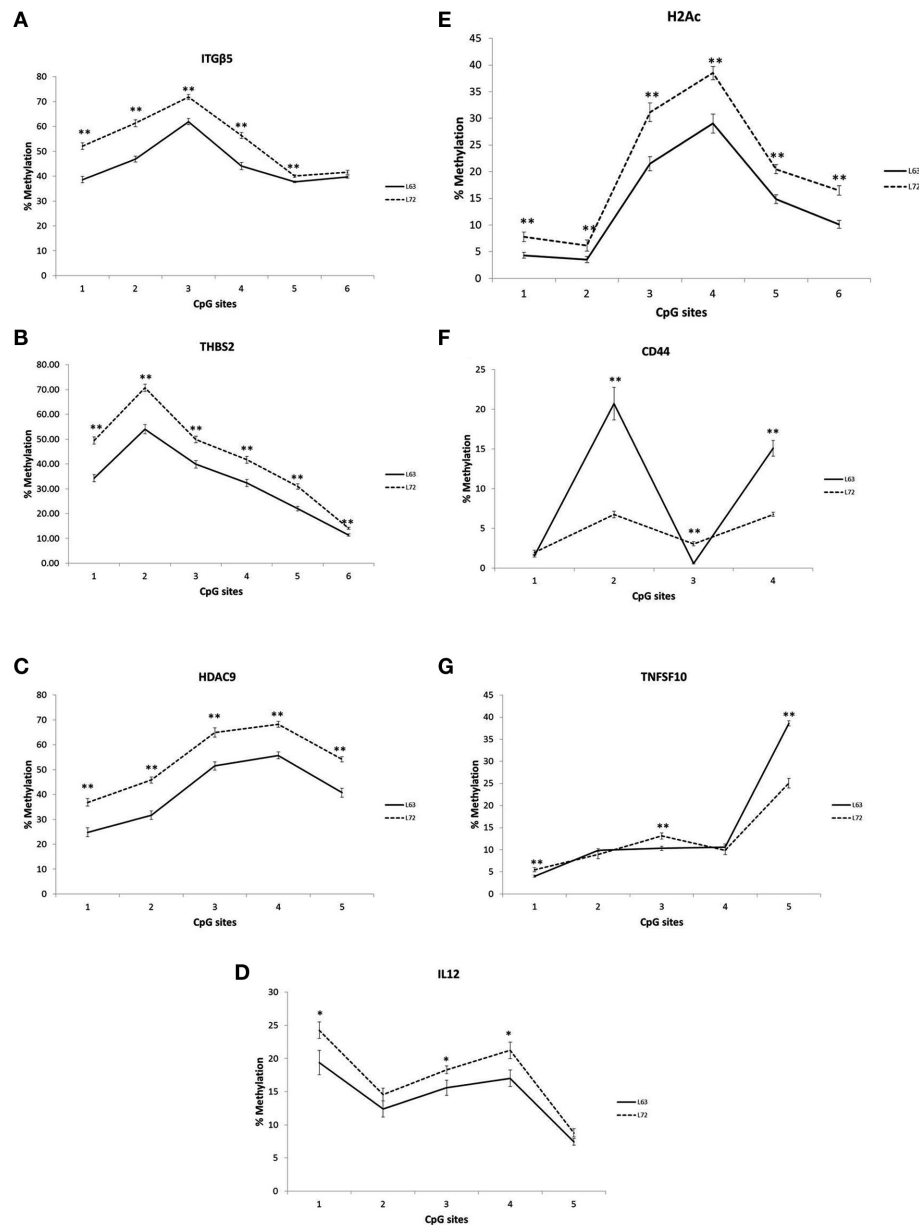 A
ITGβ5
% Methylation
80
70
60
50
40
30
20
10
0
** ** ** ** **
1 2 3 4 5 6
CpG sites
L63
L72
B
THBS2
% Methylation
80.00
70.00
60.00
50.00
40.00
30.00
20.00
10.00
0.00
** ** ** ** ** **
1 2 3 4 5 6
CpG sites
L63
L72
C
HDAC9
% Methylation
80
70
60
50
40
30
20
10
0
** ** ** ** **
1 2 3 4 5
CpG sites
L63
L72
D
IL12
% Methylation
30
25
20
15
10
5
0
* * *
1 2 3 4 5
CpG sites
L63
L72
E
H2Ac
% Methylation
45
40
35
30
25
20
15
10
5
0
** ** ** ** ** **
1 2 3 4 5 6
CpG sites
L63
L72
F
CD44
% Methylation
25
20
15
10
5
0
** ** **
1 2 3 4
CpG sites
L63
L72
G
TNFSF10
% Methylation
45
40
35
30
25
20
15
10
5
0
** ** **
1 2 3 4 5
CpG sites
L63
L72